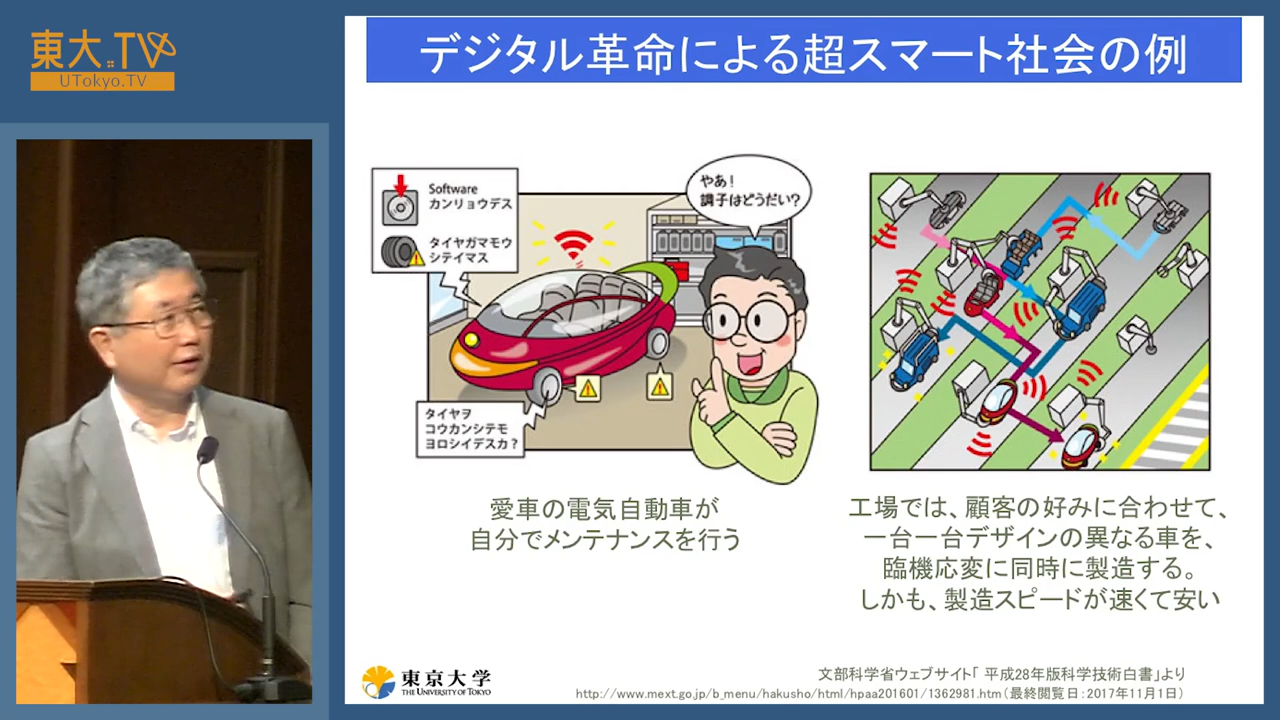 東大.TV
UTokyo.TV
デジタル革命による超スマート社会の例
Software
カンリョウデス
タイヤガマモウ
シテイマス
やあ！
調子はどうだい？
タイヤヲ
コウカンシテモ
ヨロシイデスカ？
愛車の電気自動車が
自分でメンテナンスを行う
工場では、顧客の好みに合わせて、
一台一台デザインの異なる車を、
臨機応変に同時に製造する。
しかも、製造スピードが速くて安い
東京大学
THE UNIVERSITY OF TOKYO
文部科学省ウェブサイト「 平成28年版科学技術白書」より
http://www.mext.go.jp/b_menu/hakusho/html/hpaa201601/1362981.htm（最終閲覧日：2017年11月1日）